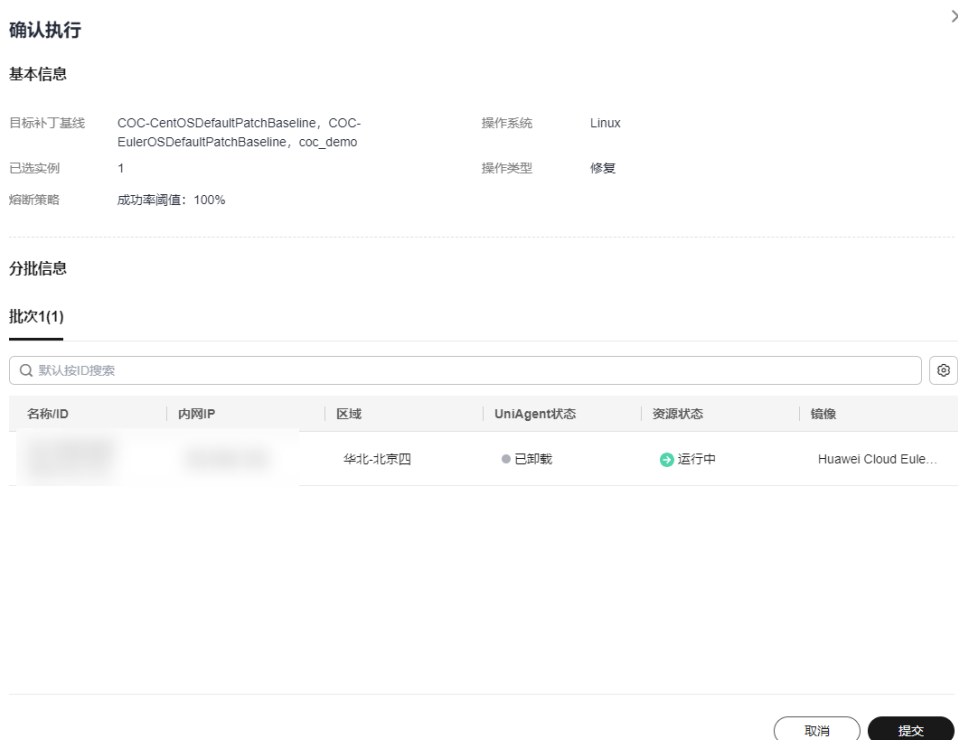 确认执行
基本信息
目标补丁基线 COC-CentOSDefaultPatchBaseline，COC-EulerOSDefaultPatchBaseline，coc_demo 操作系统 Linux
已选实例 1 操作类型 修复
熔断策略 成功率阈值：100%
分批信息
批次1(1)
默认按ID搜索
名称/ID 内网IP 区域 UniAgent状态 资源状态 镜像
华北-北京四 已卸载 运行中 Huawei Cloud Eule...
取消 提交